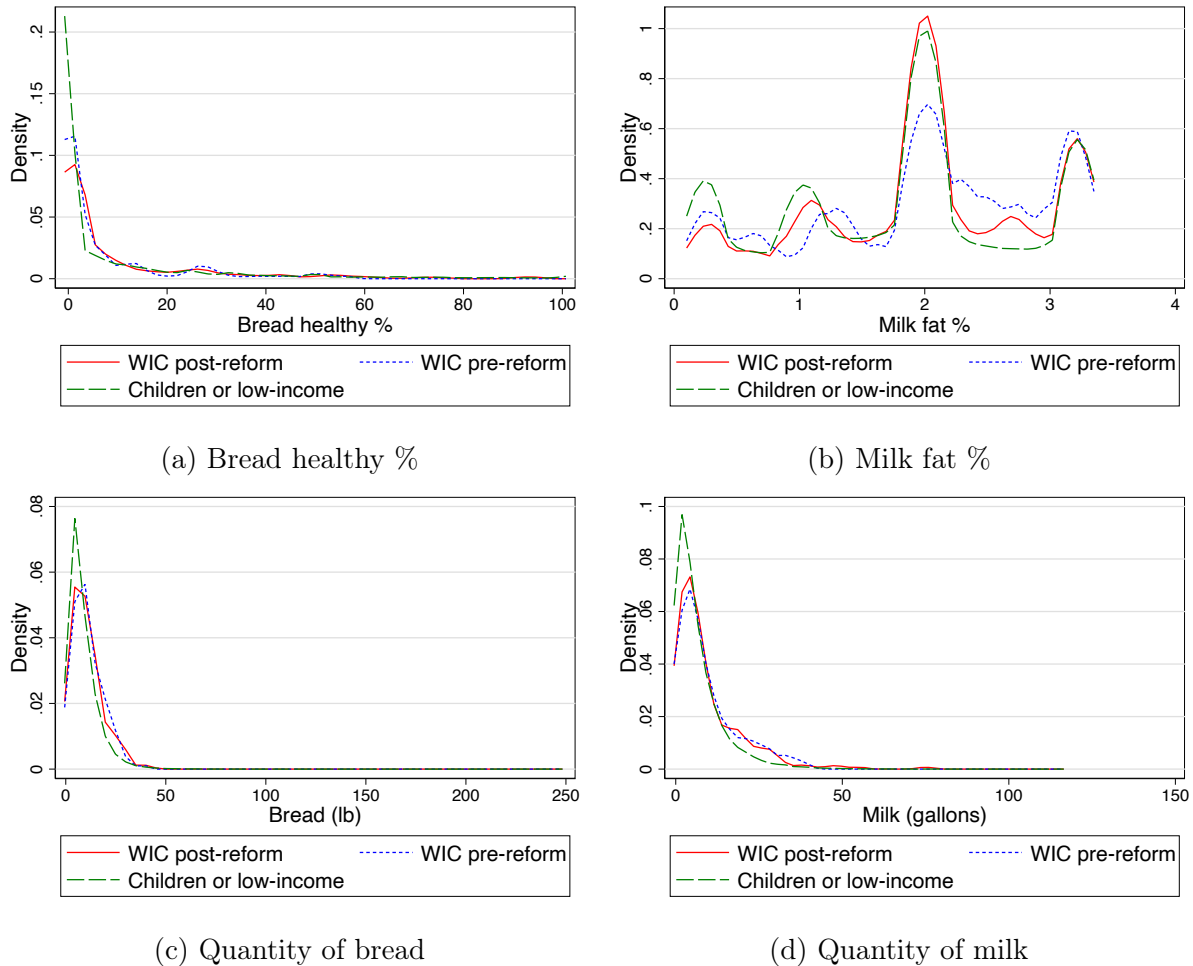 Density
0 .05 .1 .15 .2
0 20 40 60 80 100
Bread healthy %
WIC post-reform WIC pre-reform
Children or low-income
(a) Bread healthy %
Density
0 .2 .4 .6 .8 1
0 1 2 3 4
Milk fat %
WIC post-reform WIC pre-reform
Children or low-income
(b) Milk fat %
Density
0 .02 .04 .06 .08
0 50 100 150 200 250
Bread (lb)
WIC post-reform WIC pre-reform
Children or low-income
(c) Quantity of bread
Density
0 .02 .04 .06 .08 .1
0 50 100 150
Milk (gallons)
WIC post-reform WIC pre-reform
Children or low-income
(d) Quantity of milk